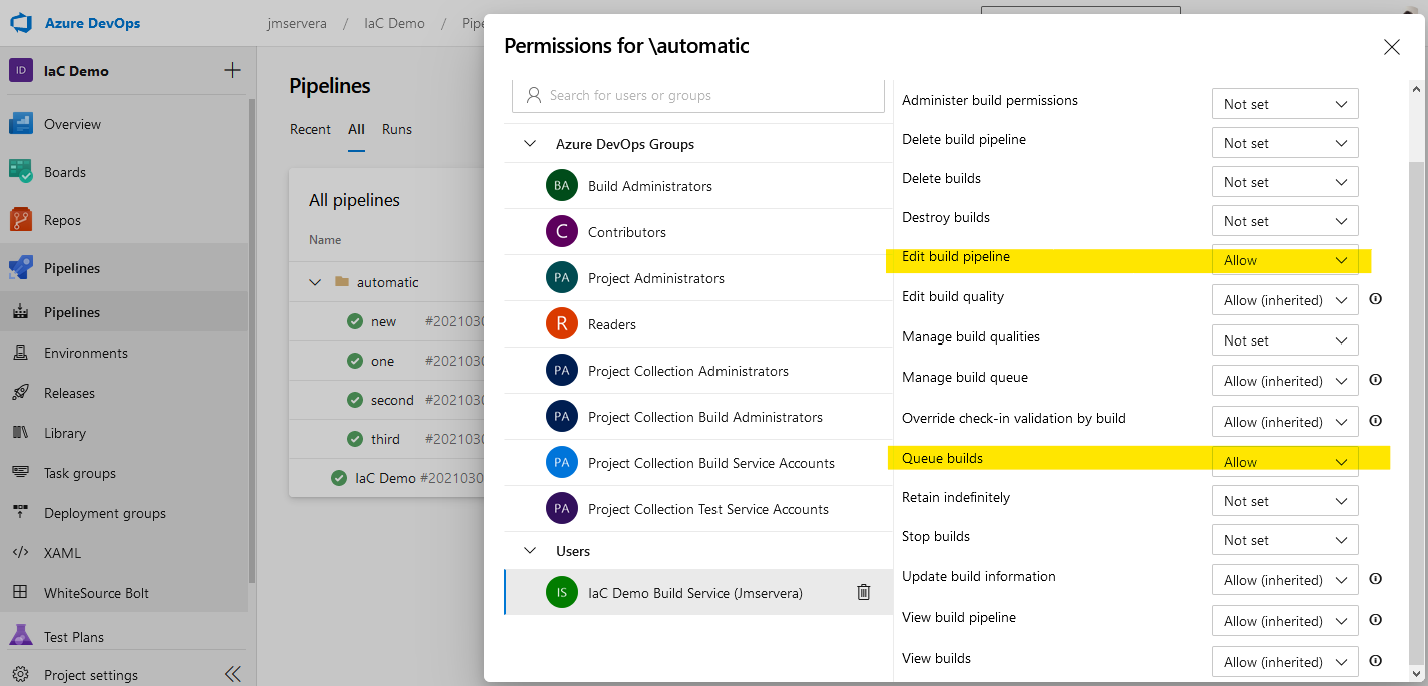 Azure DevOps
jmservera / IaC Demo / Pipe
ID IaC Demo
Overview
Boards
Repos
Pipelines
Pipelines
Environments
Releases
Library
Task groups
Deployment groups
XAML
WhiteSource Bolt
Test Plans
Project settings
Pipelines
Recent All Runs
All pipelines
Name
automatic
new #2021030
one #2021030
second #2021030
third #2021030
IaC Demo #2021030
Permissions for \automatic
Search for users or groups
Azure DevOps Groups
BA Build Administrators
C Contributors
PA Project Administrators
R Readers
PA Project Collection Administrators
PA Project Collection Build Administrators
PA Project Collection Build Service Accounts
PA Project Collection Test Service Accounts
Users
IS IaC Demo Build Service (Jmservera)
Administer build permissions Not set
Delete build pipeline Not set
Delete builds Not set
Destroy builds Not set
Edit build pipeline Allow
Edit build quality Allow (inherited)
Manage build qualities Not set
Manage build queue Allow (inherited)
Override check-in validation by build Allow (inherited)
Queue builds Allow
Retain indefinitely Not set
Stop builds Not set
Update build information Allow (inherited)
View build pipeline Allow (inherited)
View builds Allow (inherited)